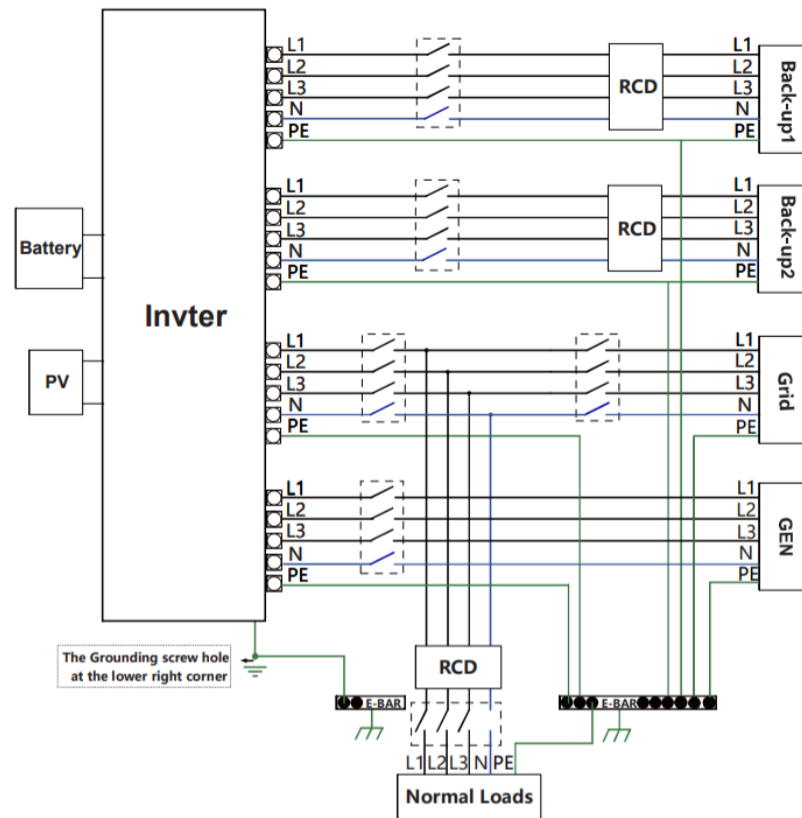 L1
L2
L3
N
PE
RCD
L1
L2
L3
N
PE
Back-up1
L1
L2
L3
N
PE
RCD
L1
L2
L3
N
PE
Back-up2
Battery
Invter
PV
L1
L2
L3
N
PE
L1
L2
L3
N
PE
Grid
L1
L2
L3
N
PE
L1
L2
L3
N
PE
GEN
The Grounding screw hole
at the lower right corner
RCD
E-BAR
E-BAR
L1 L2 L3 N PE
Normal Loads